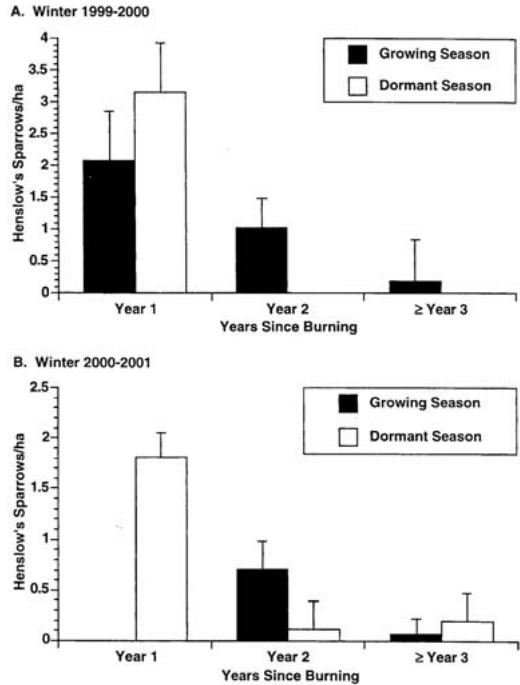 A. Winter 1999-2000
Growing Season
Dormant Season
Henslow's Sparrows/ha
4
3.5
3
2.5
2
1.5
1
0.5
0
Year 1 Year 2 ≥ Year 3
Years Since Burning
B. Winter 2000-2001
Growing Season
Dormant Season
Henslow's Sparrows/ha
2.5
2
1.5
1
0.5
0
Year 1 Year 2 ≥ Year 3
Years Since Burning